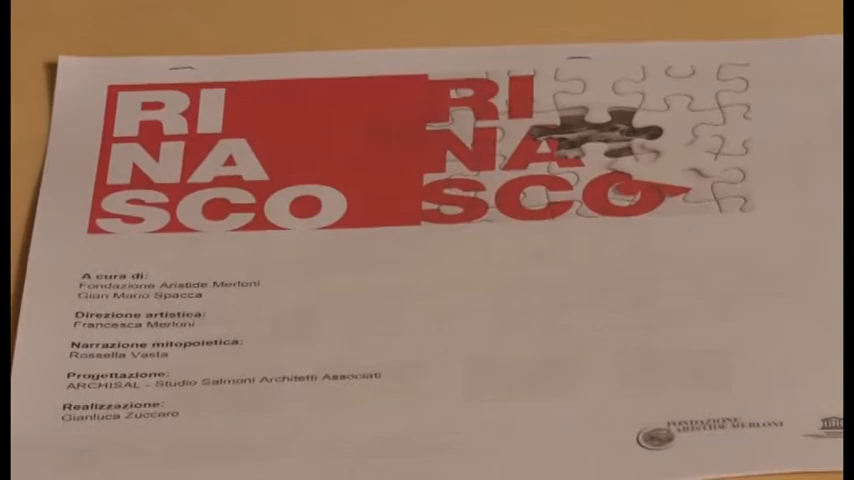 RI
NA
SCO
RI
NA
SCO
A cura di:
Fondazione Aristide Merloni
Gian Mario Spacca
Direzione artistica:
Francesca Merloni
Narrazione mitopoietica:
Rossella Vasta
Progettazione:
ARCHISAL - Studio Salmoni Architetti Associati
Realizzazione:
Gianluca Zuccaro
FONDAZIONE
ARISTIDE MERLONI